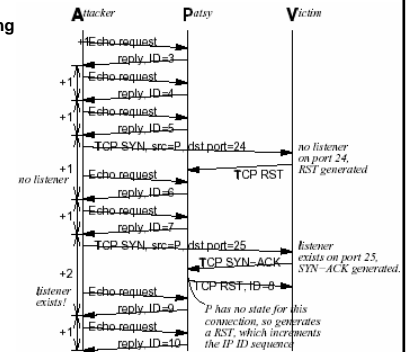 ng
Attacker Patsy Victim
+1 Echo request
reply, ID=3
+1 Echo request
reply, ID=4
+1 Echo request
reply, ID=5
TCP SYN, src=P, dst port=24
no listener
on port 24,
RST generated
TCP RST
+1
no listener
Echo request
reply, ID=6
+1 Echo request
reply, ID=7
TCP SYN, src=P, dst port=25
listener
exists on port 25,
SYN-ACK generated.
TCP SYN-ACK
+2
listener
exists!
TCP RST, ID=8
Echo request
reply, ID=9
P has no state for this
connection, so generates
a RST, which increments
the IP ID sequence
+1 Echo request
reply, ID=10